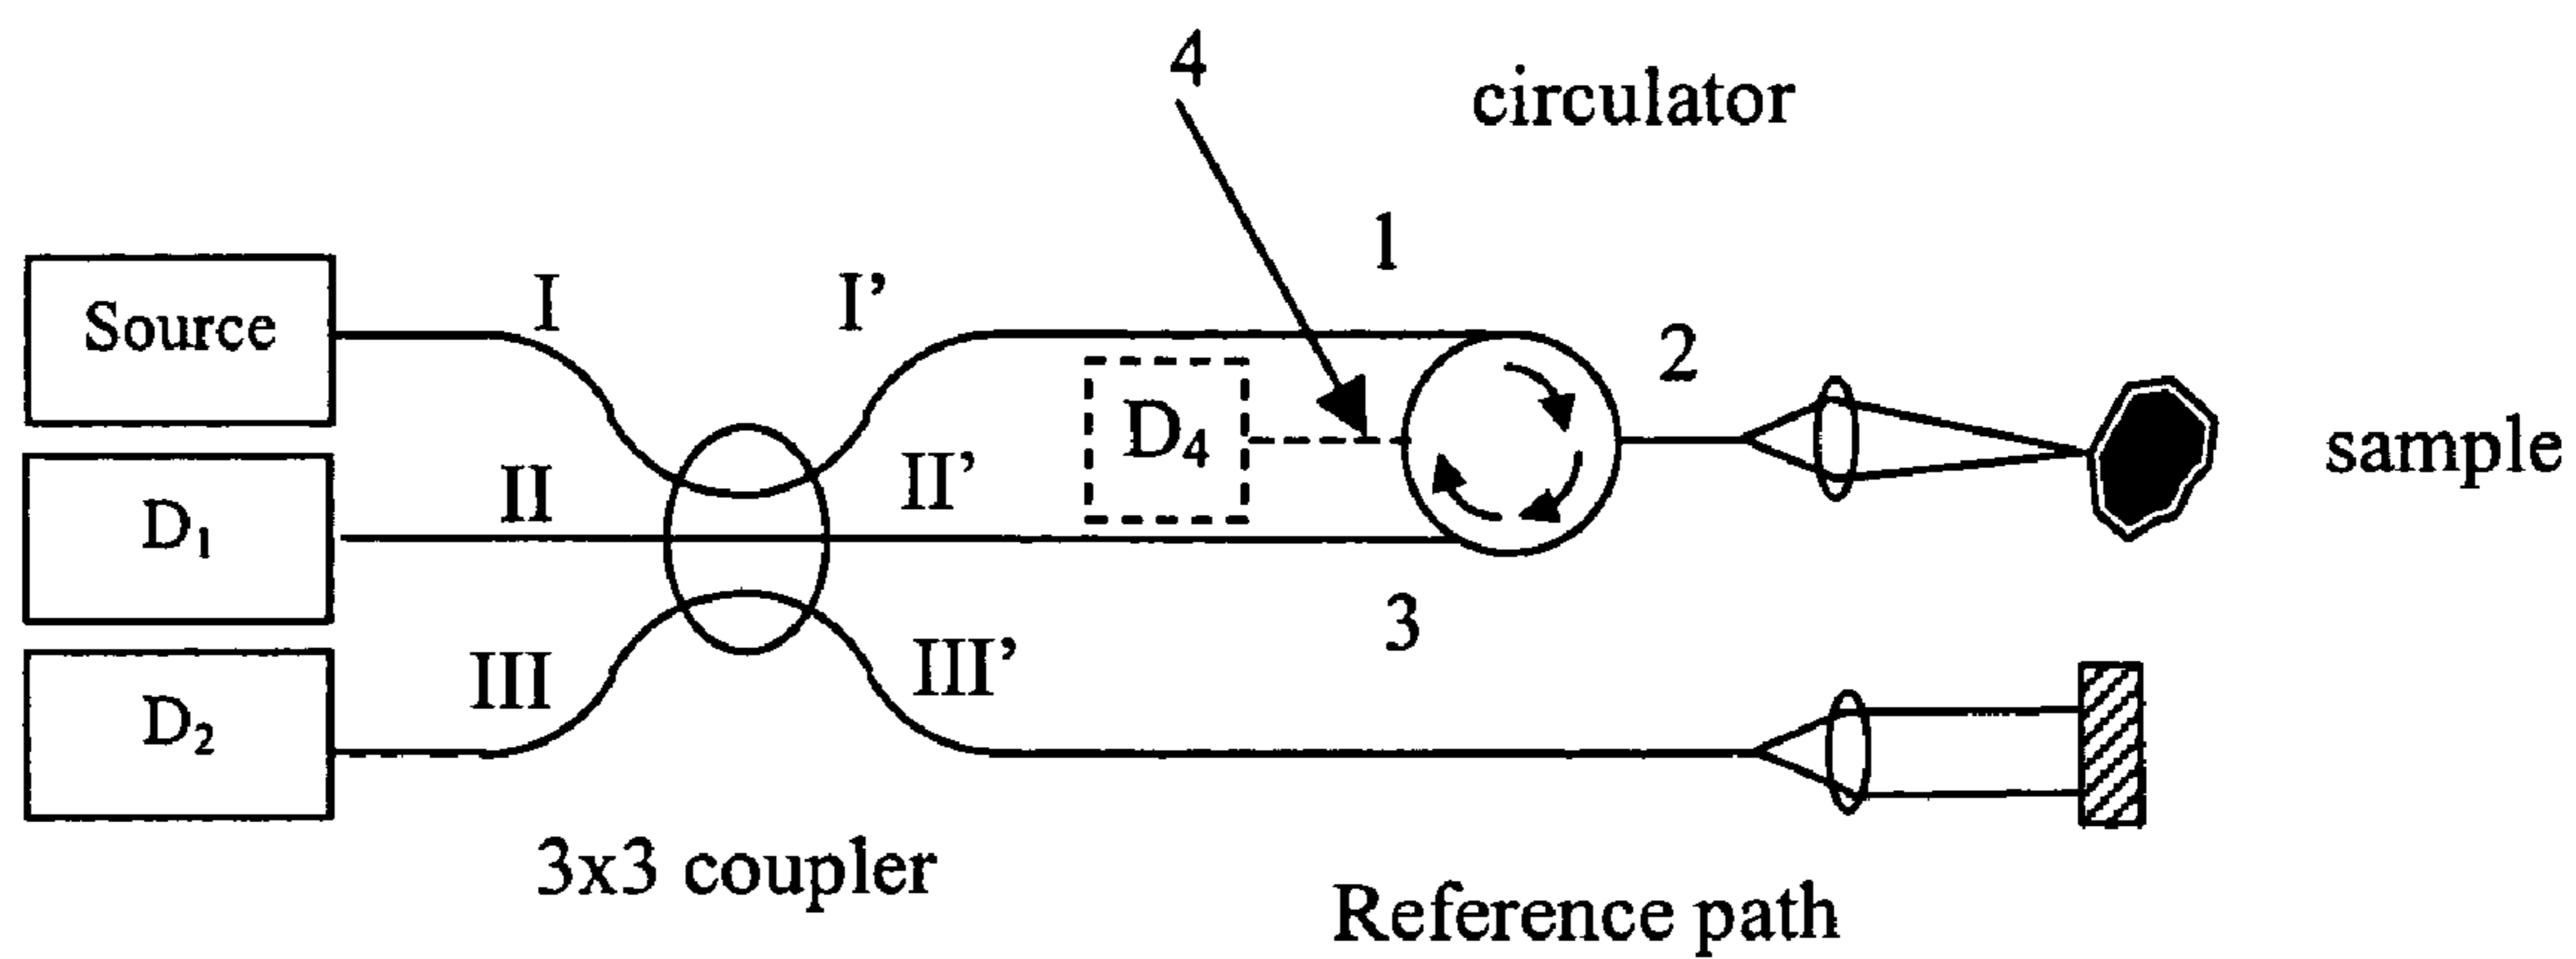 4
circulator
1
I
I’
2
Source
D4
II
II’
sample
D1
3
III
III’
D2
3x3 coupler
Reference path